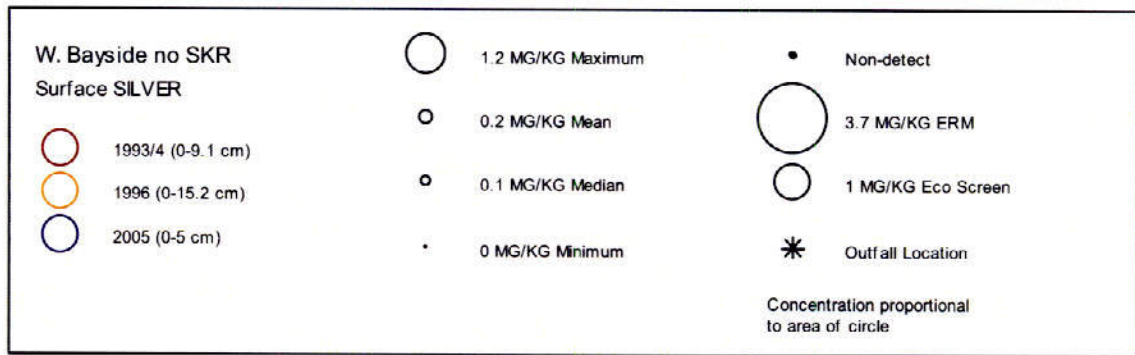 W. Bayside no SKR
Surface SILVER
1993/4 (0-9.1 cm)
1996 (0-15.2 cm)
2005 (0-5 cm)
1.2 MG/KG Maximum
0.2 MG/KG Mean
0.1 MG/KG Median
0 MG/KG Minimum
Non-detect
3.7 MG/KG ERM
1 MG/KG Eco Screen
Outfall Location
Concentration proportional
to area of circle